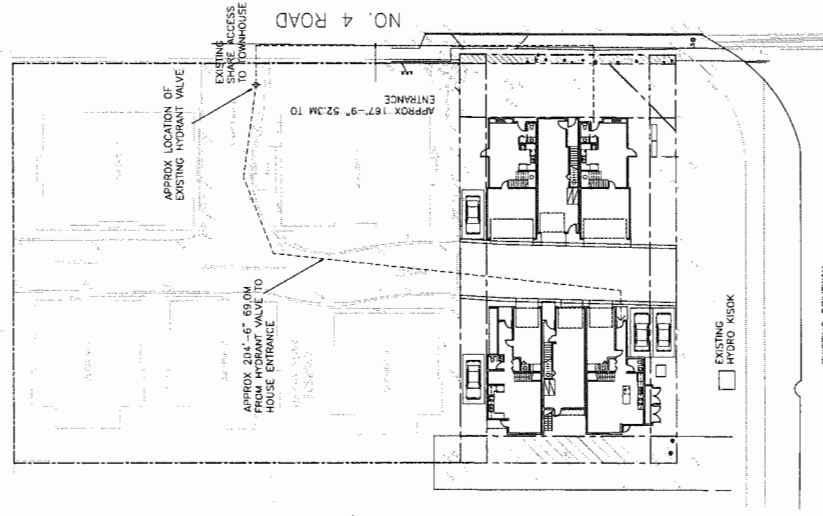 NO. 4 ROAD
EXISTING
SHARE ACCESS
TO TOWNHOUSE
APPROX LOCATION OF
EXISTING HYDRANT VALVE
APPROX 167'-9" 52.3M TO
ENTRANCE
APPROX 204'-6" 69.0M
FROM HYDRANT VALVE TO
HOUSE ENTRANCE
EXISTING
HYDRO KISOK